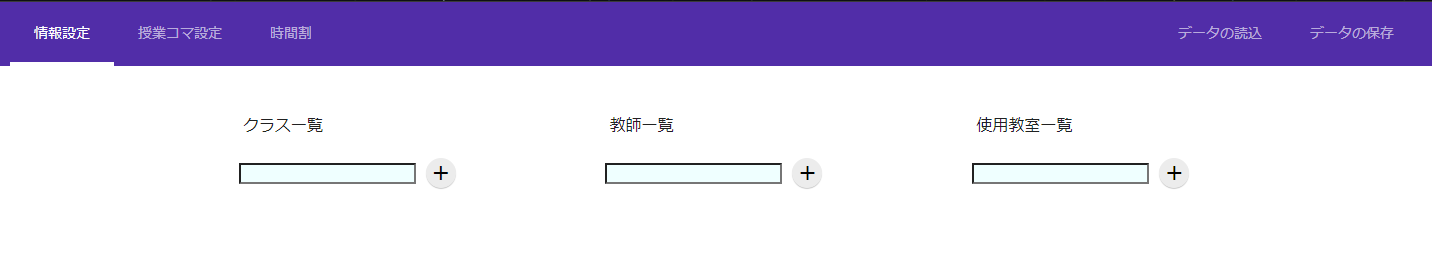 情報設定 授業コマ設定 時間割 データの読込 データの保存
クラス一覧 教師一覧 使用教室一覧
+ + +